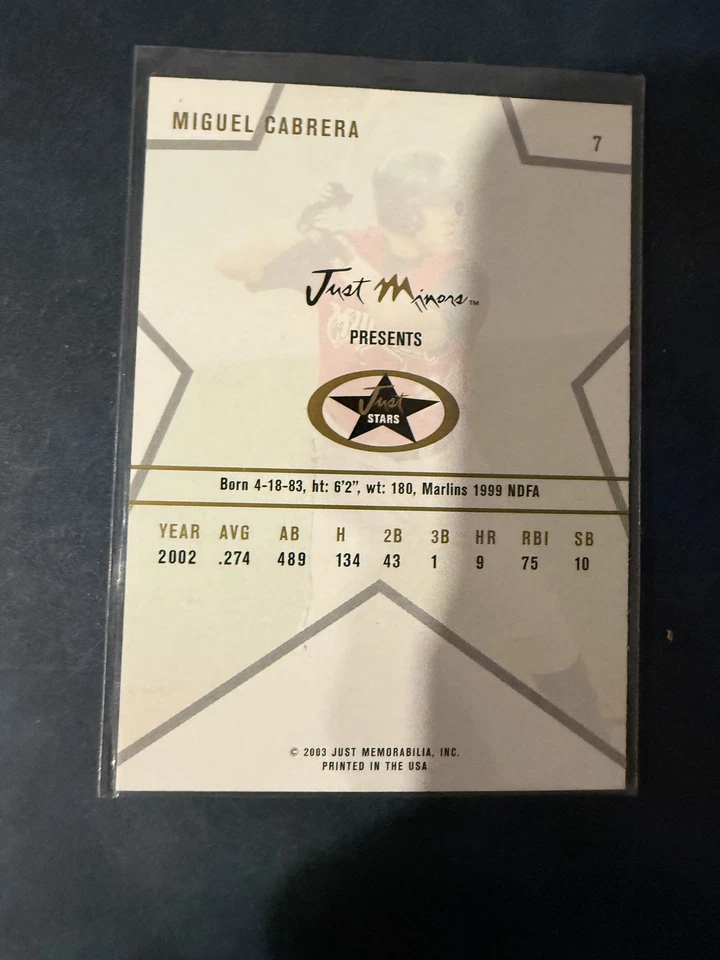 MIGUEL CABRERA
7
Just Minors™
PRESENTS
Just
STARS
Born 4-18-83, ht: 6'2", wt: 180, Marlins 1999 NDFA
YEAR AVG AB H 2B 3B HR RBI SB
2002 .274 489 134 43 1 9 75 10
© 2003 JUST MEMORABILIA, INC.
PRINTED IN THE USA